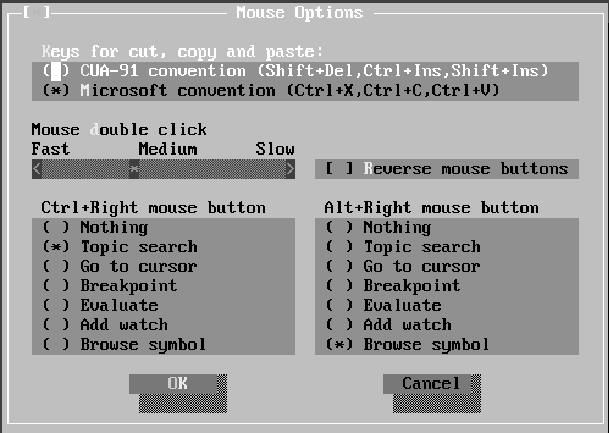 [*] Mouse Options
Keys for cut, copy and paste:
( ) CUA-91 convention (Shift+Del,Ctrl+Ins,Shift+Ins)
(*) Microsoft convention (Ctrl+X,Ctrl+C,Ctrl+V)
Mouse double click
Fast Medium Slow
[ ] Reverse mouse buttons
Ctrl+Right mouse button
( ) Nothing
(*) Topic search
( ) Go to cursor
( ) Breakpoint
( ) Evaluate
( ) Add watch
( ) Browse symbol
Alt+Right mouse button
( ) Nothing
( ) Topic search
( ) Go to cursor
( ) Breakpoint
( ) Evaluate
( ) Add watch
(*) Browse symbol
OK Cancel